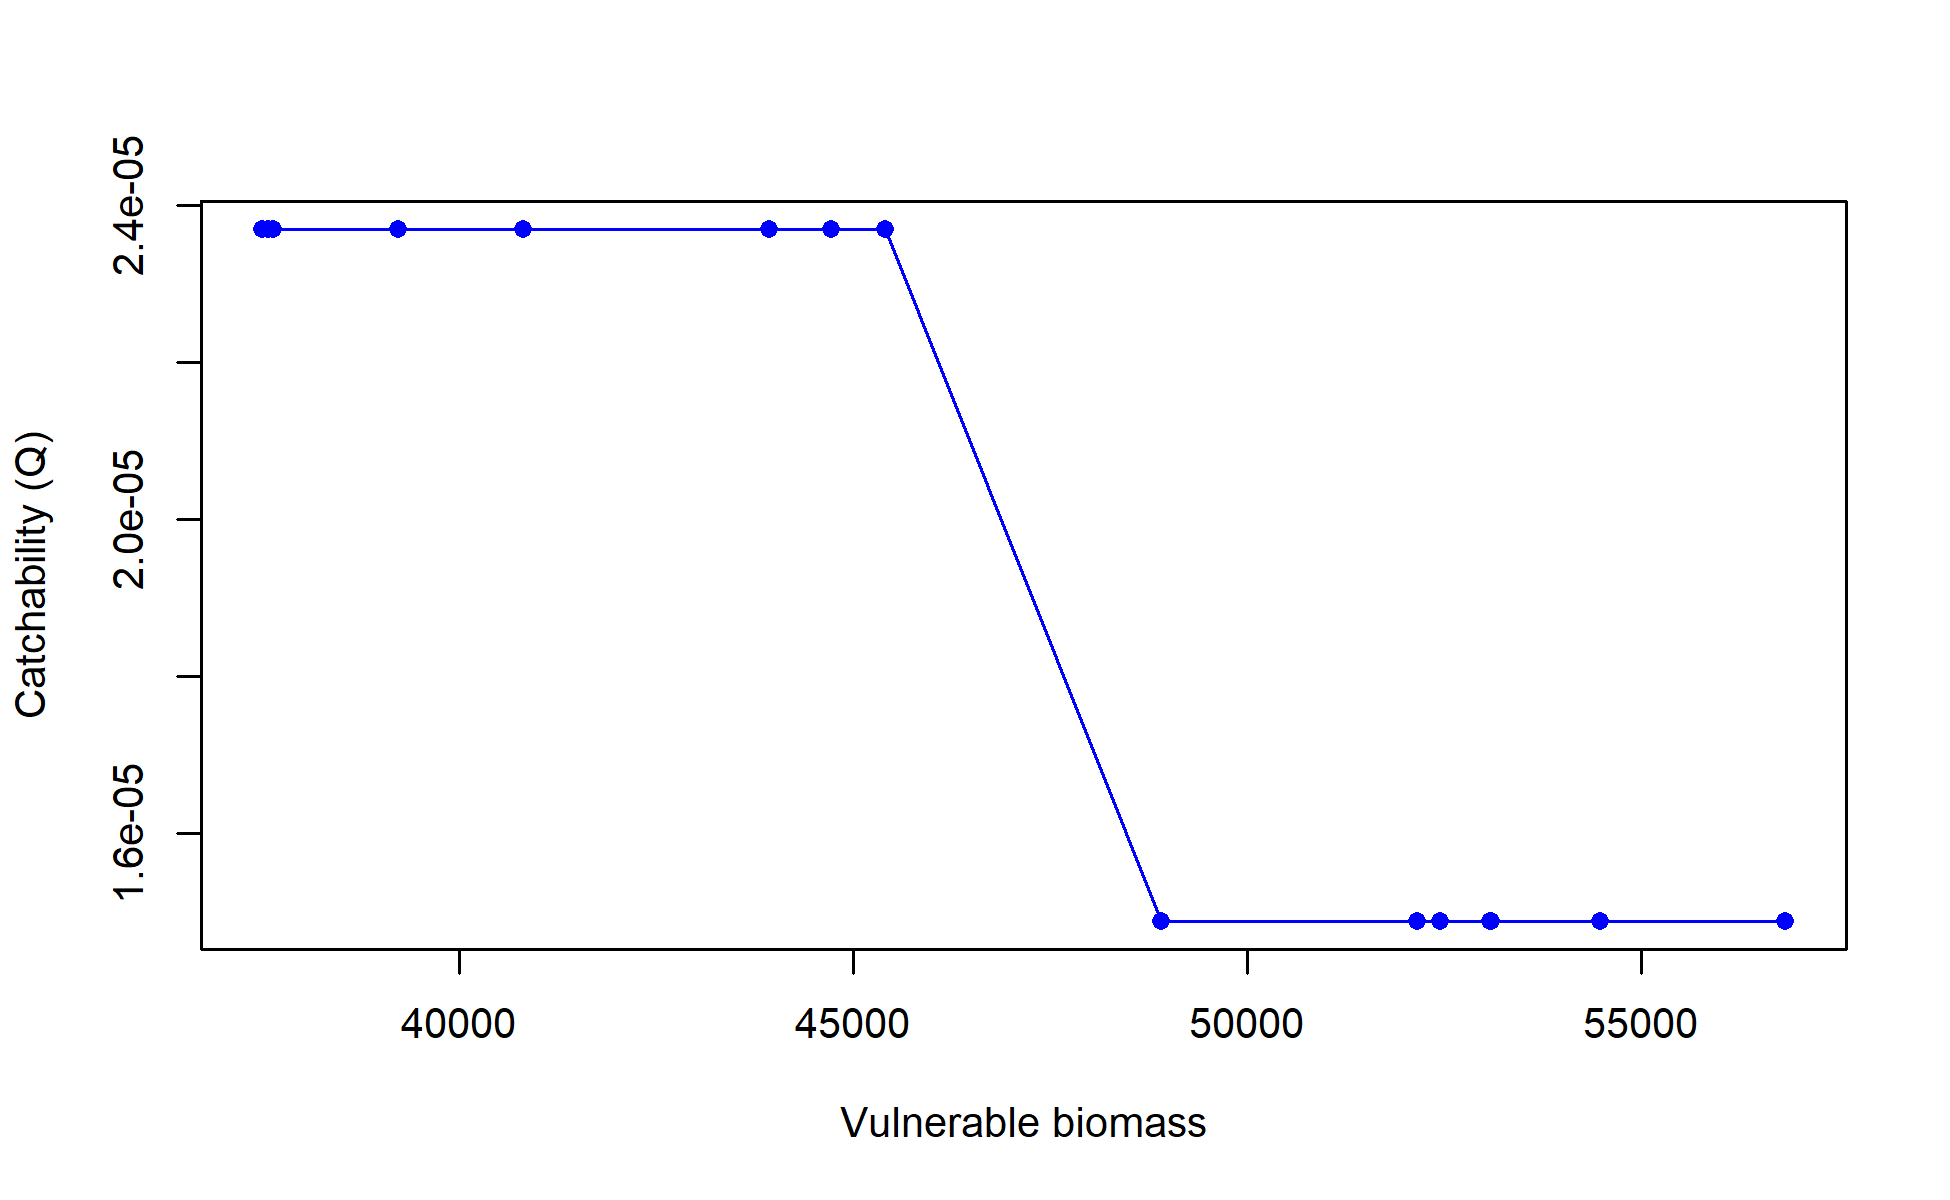 2.4e-05
2.0e-05
1.6e-05
Catchability (Q)
40000 45000 50000 55000
Vulnerable biomass